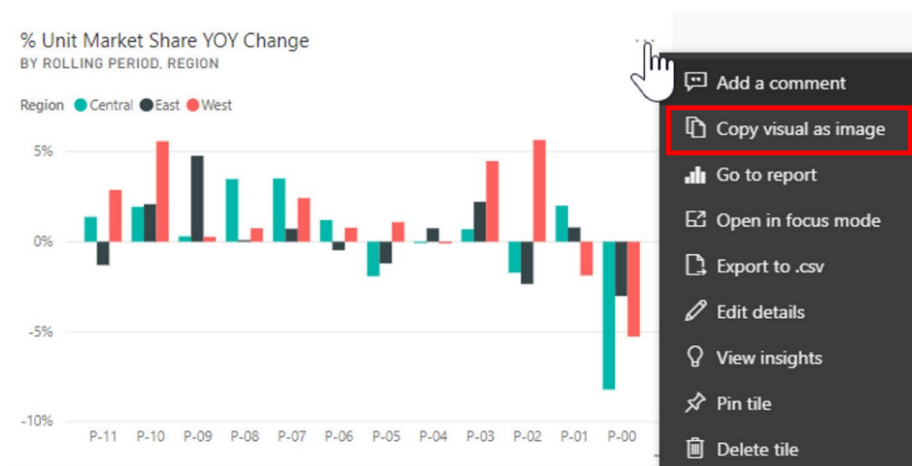 % Unit Market Share YOY Change
BY ROLLING PERIOD, REGION
Region Central East West
5%
0%
-5%
-10%
P-11 P-10 P-09 P-08 P-07 P-06 P-05 P-04 P-03 P-02 P-01 P-00
Add a comment
Copy visual as image
Go to report
Open in focus mode
Export to .csv
Edit details
View insights
Pin tile
Delete tile